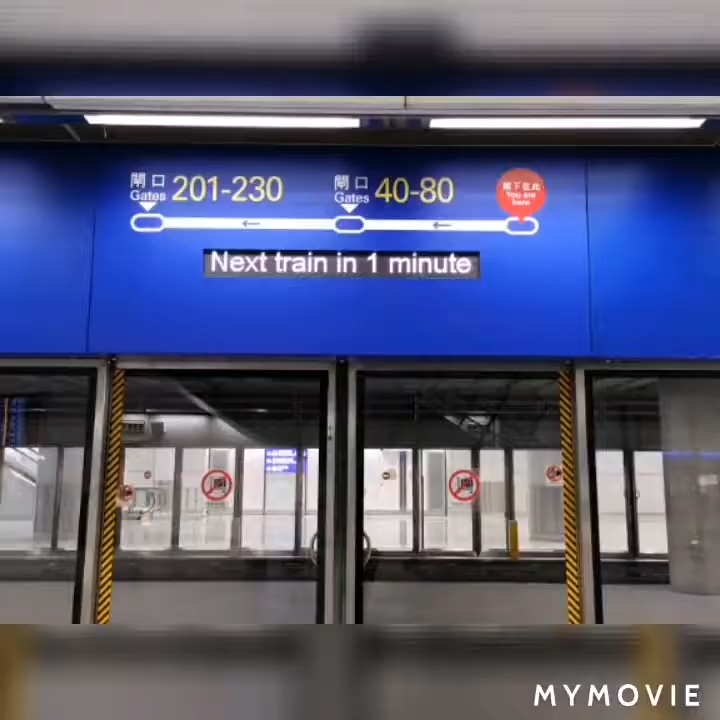 閘口 201-230
Gates
閘口 40-80
Gates
閣下在此
You are
here
Next train in 1 minute
MYMOVIE